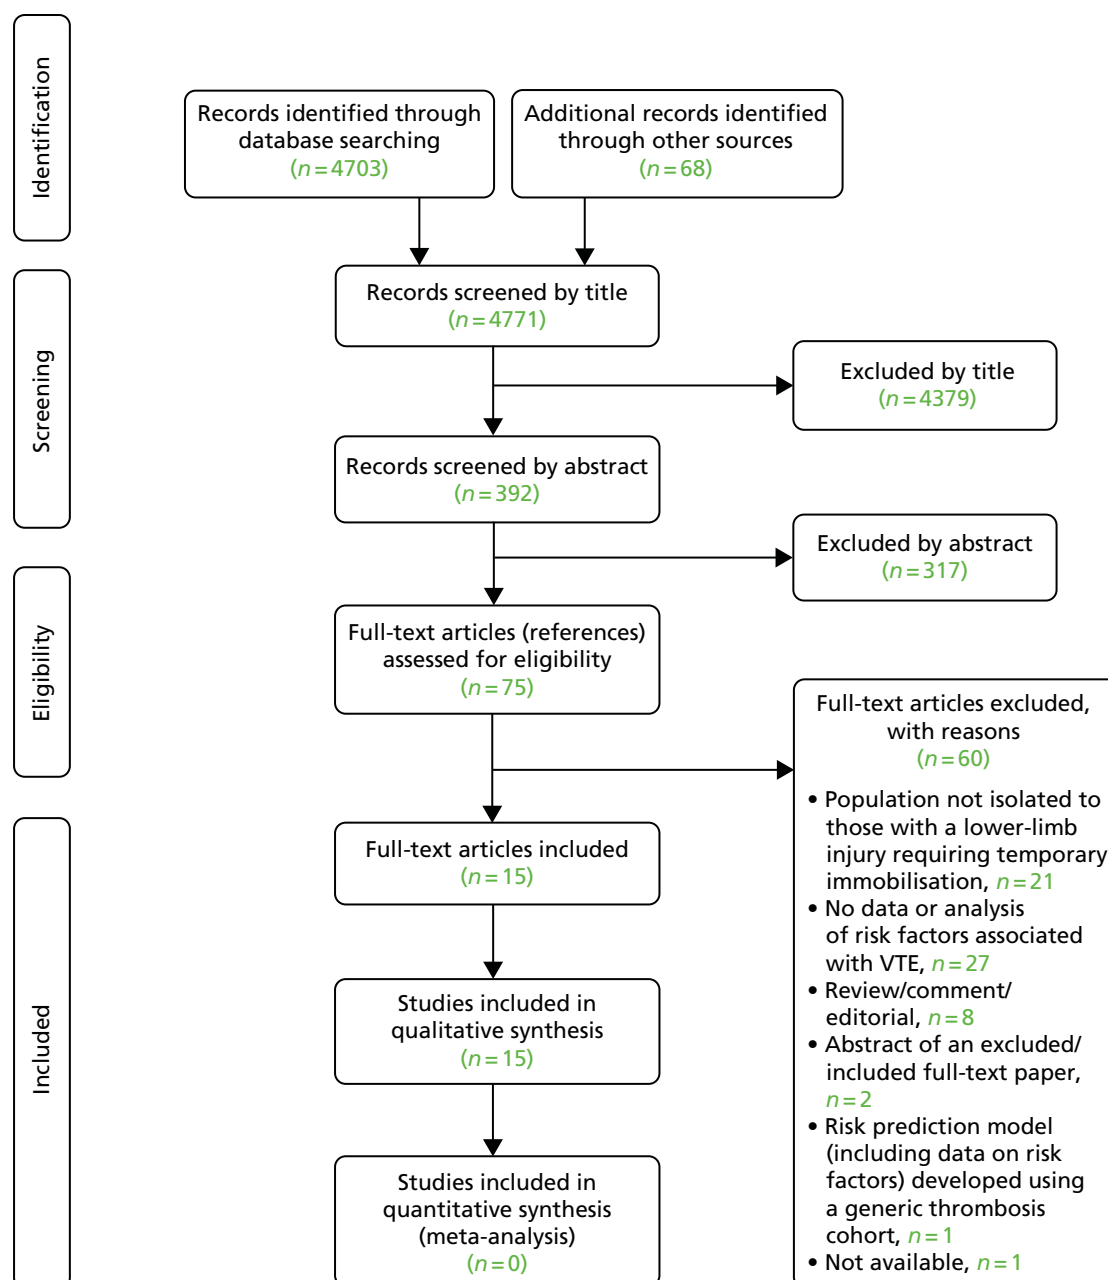 Identification
Records identified through
database searching
(n=4703)
Additional records identified
through other sources
(n=68)
Screening
Records screened by title
(n=4771)
Excluded by title
(n=4379)
Records screened by abstract
(n=392)
Excluded by abstract
(n=317)
Eligibility
Full-text articles (references)
assessed for eligibility
(n=75)
Full-text articles excluded,
with reasons
(n=60)
• Population not isolated to
those with a lower-limb
injury requiring temporary
immobilisation, n=21
• No data or analysis
of risk factors associated
with VTE, n=27
• Review/comment/
editorial, n=8
• Abstract of an excluded/
included full-text paper,
n=2
• Risk prediction model
(including data on risk
factors) developed using
a generic thrombosis
cohort, n=1
• Not available, n=1
Included
Full-text articles included
(n=15)
Studies included in
qualitative synthesis
(n=15)
Studies included in
quantitative synthesis
(meta-analysis)
(n=0)